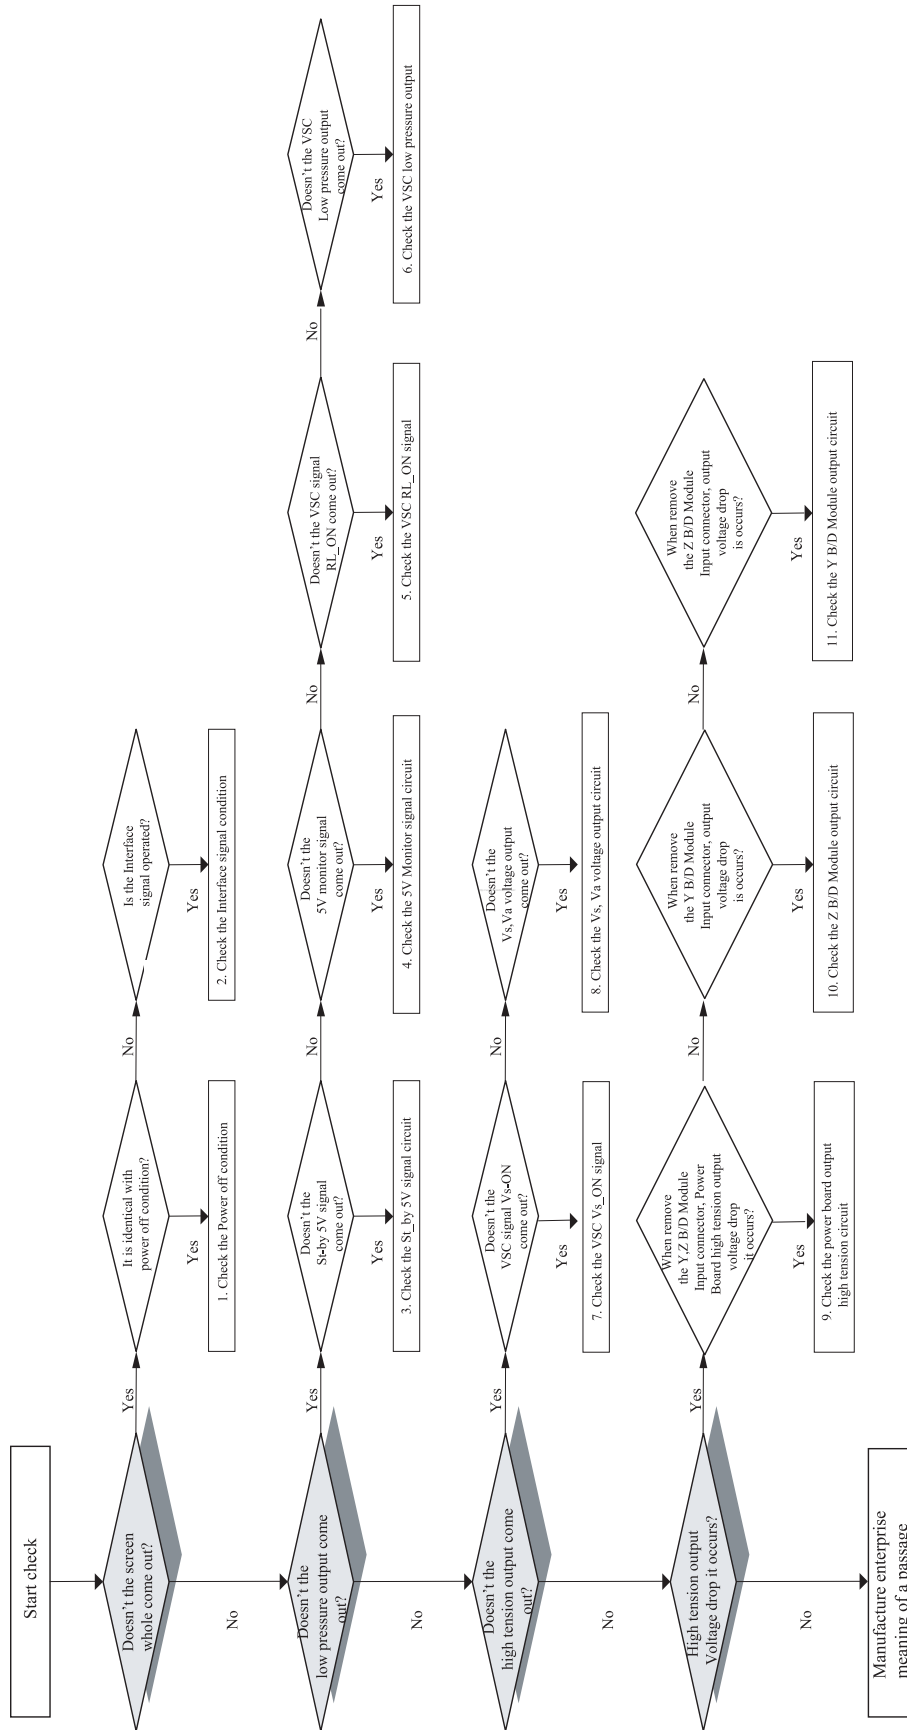 Start check
Doesn't the screen
whole come out?
Yes
It is identical with
power off condition?
Yes
1. Check the Power off condition
No
Is the Interface
signal operated?
Yes
2. Check the Interface signal condition
No
Doesn't the
low pressure output come
out?
Yes
Doesn't the
St-by 5V signal
come out?
Yes
3. Check the St_by 5V signal circuit
No
Doesn't the
5V monitor signal
come out?
Yes
4. Check the 5V Monitor signal circuit
No
Doesn't the VSC signal
RL_ON come out?
Yes
5. Check the VSC RL_ON signal
No
Doesn't the VSC
Low pressure output
come out?
Yes
6. Check the VSC low pressure output
No
Doesn't the
high tension output come
out?
Yes
Doesn't the
VSC signal Vs-ON
come out?
Yes
7. Check the VSC Vs_ON signal
No
Doesn't the
Vs,Va voltage output
come out?
Yes
8. Check the Vs, Va voltage output circuit
No
High tension output
Voltage drop it occurs?
Yes
When remove
the Y,Z B/D Module
Input connector, Power
Board high tension output
voltage drop
it occurs?
Yes
9. Check the power board output
high tension circuit
No
When remove
the Y B/D Module
Input connector, output
voltage drop
is occurs?
Yes
10. Check the Z B/D Module output circuit
No
When remove
the Z B/D Module
Input connector, output
voltage drop
is occurs?
Yes
11. Check the Y B/D Module output circuit
No
Manufacture enterprise
meaning of a passage